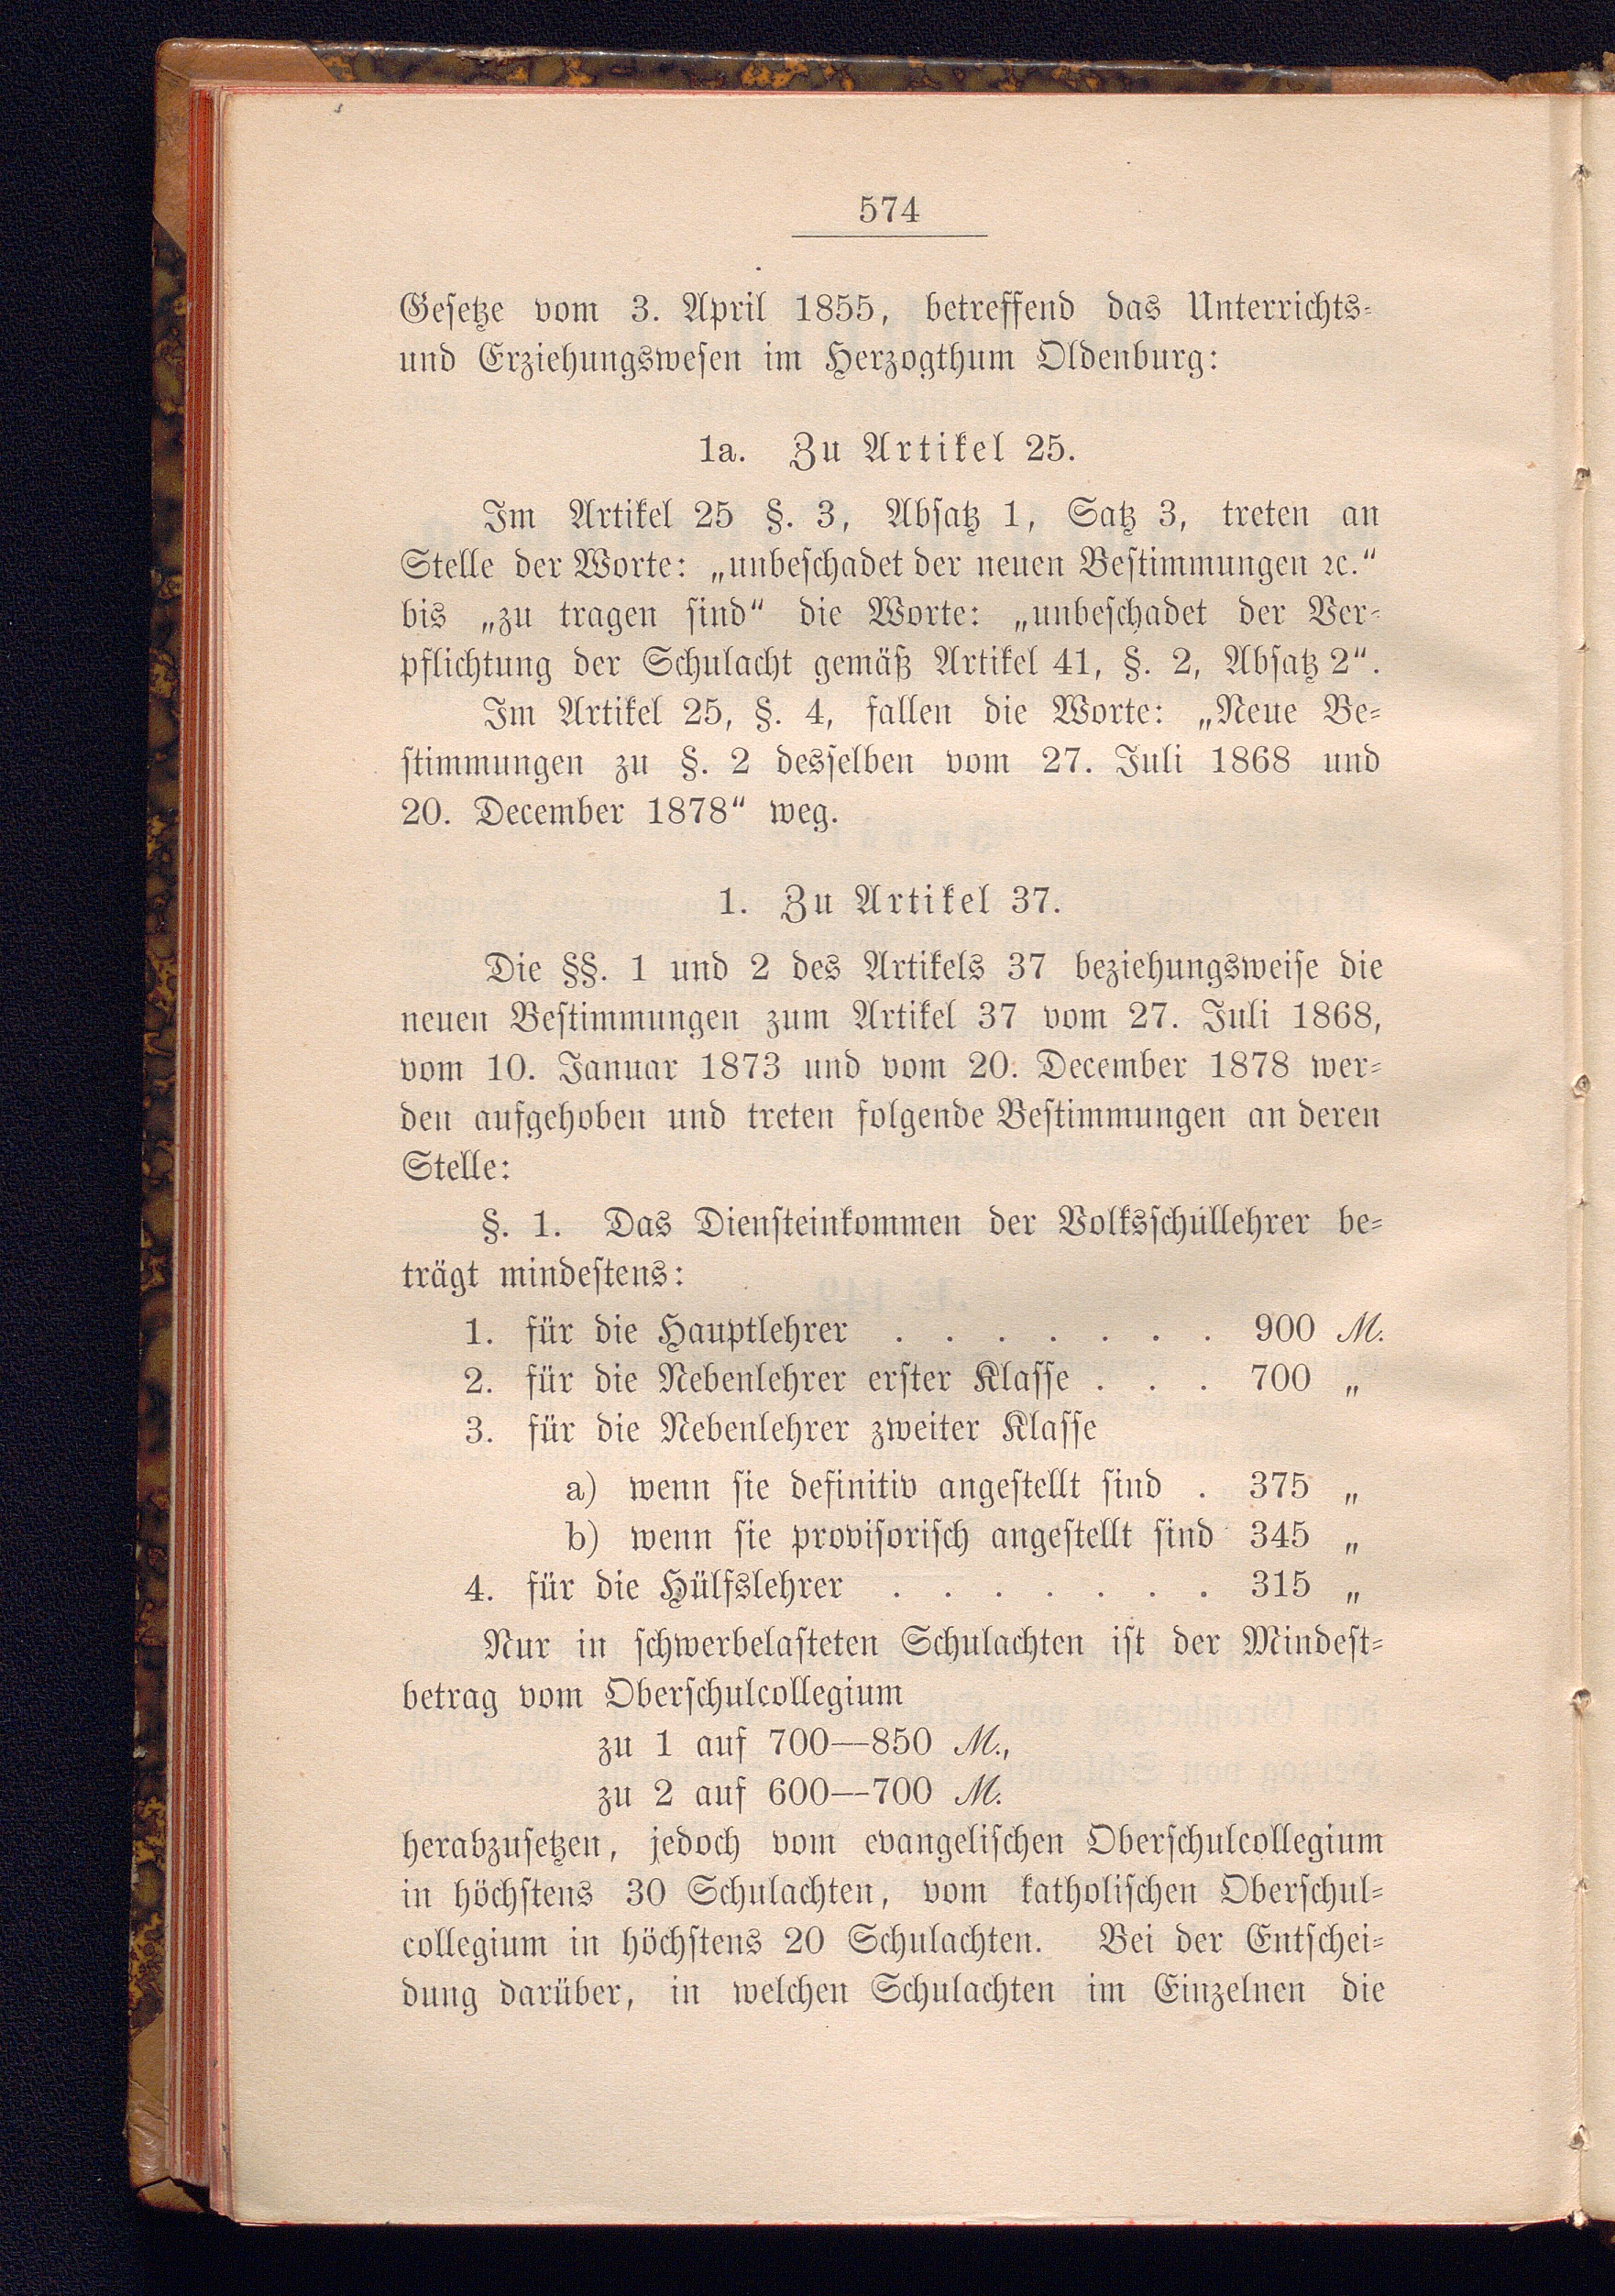 574
Gesetze vom 3. April 1855, betreffend das Unterrichts-
und Erziehungswesen im Herzogthum Oldenburg:
1a. Zu Artikel 25.
Im Artikel 25 §. 3, Absatz 1, Satz 3, treten an
Stelle der Worte: „unbeschadet der neuen Bestimmungen ꝛc.“
bis „zu tragen sind“ die Worte: „unbeschadet der Ver-
pflichtung der Schulacht gemäß Artikel 41, §. 2, Absatz 2“.
Im Artikel 25, §. 4, fallen die Worte: „Neue Be-
stimmungen zu §. 2 desselben vom 27. Juli 1868 und
20. December 1878“ weg.
1. Zu Artikel 37.
Die §§. 1 und 2 des Artikels 37 beziehungsweise die
neuen Bestimmungen zum Artikel 37 vom 27. Juli 1868,
vom 10. Januar 1873 und vom 20. December 1878 wer-
den aufgehoben und treten folgende Bestimmungen an deren
Stelle:
§. 1. Das Diensteinkommen der Volksschullehrer be-
trägt mindestens:
1. für die Hauptlehrer . . . . . . . 900 M.
2. für die Nebenlehrer erster Klasse . . . 700 „
3. für die Nebenlehrer zweiter Klasse
a) wenn sie definitiv angestellt sind . 375 „
b) wenn sie provisorisch angestellt sind 345 „
4. für die Hülfslehrer . . . . . . . 315 „
Nur in schwerbelasteten Schulachten ist der Mindest-
betrag vom Oberschulcollegium
zu 1 auf 700—850 M.,
zu 2 auf 600—700 M.
herabzusetzen, jedoch vom evangelischen Oberschulcollegium
in höchstens 30 Schulachten, vom katholischen Oberschul-
collegium in höchstens 20 Schulachten. Bei der Entschei-
dung darüber, in welchen Schulachten im Einzelnen die